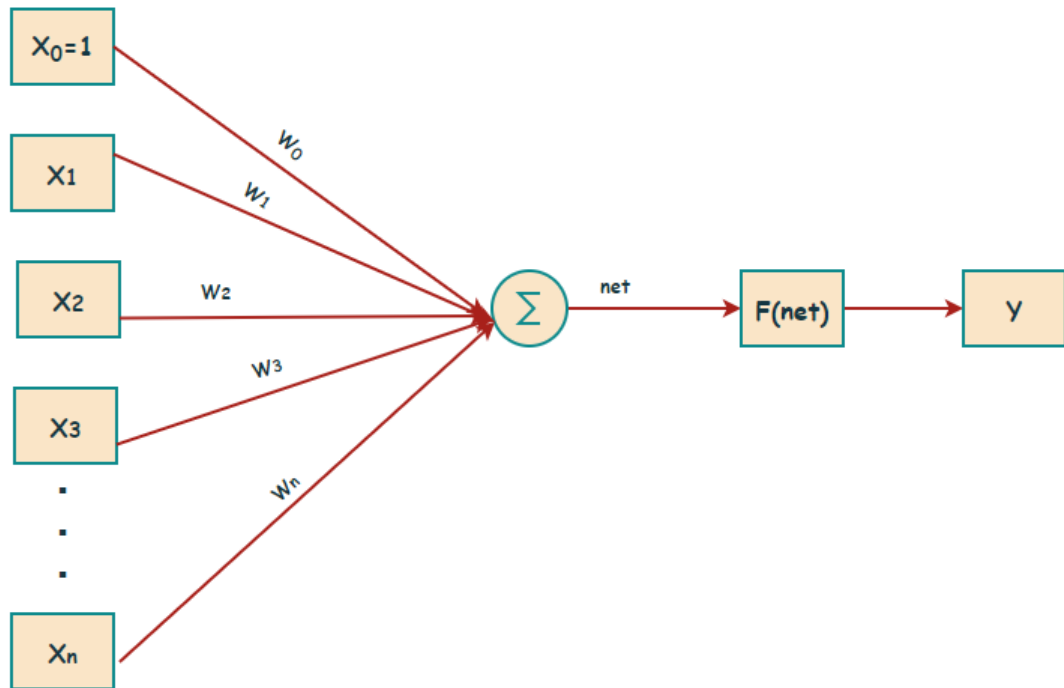 X₀=1
W₀
X1
W1
X2
W2
Σ
net
F(net)
Y
W3
X3
.
.
.
Wn
Xn